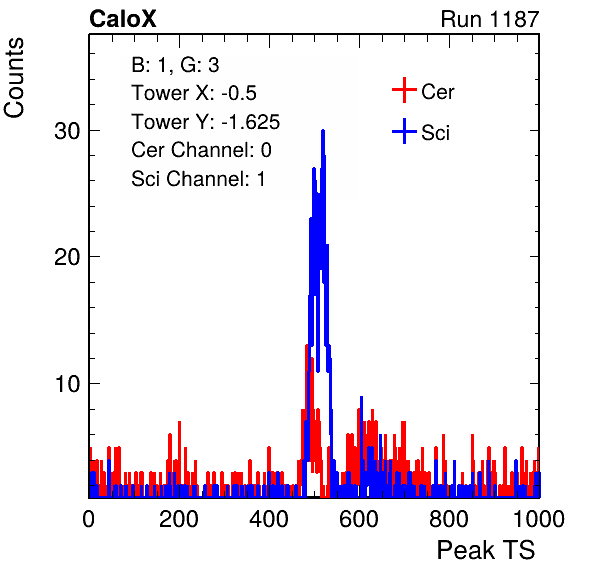 CaloX Run 1187
Counts
B: 1, G: 3
Tower X: -0.5
Tower Y: -1.625
Cer Channel: 0
Sci Channel: 1
Cer
Sci
30
20
10
0 200 400 600 800 1000
Peak TS